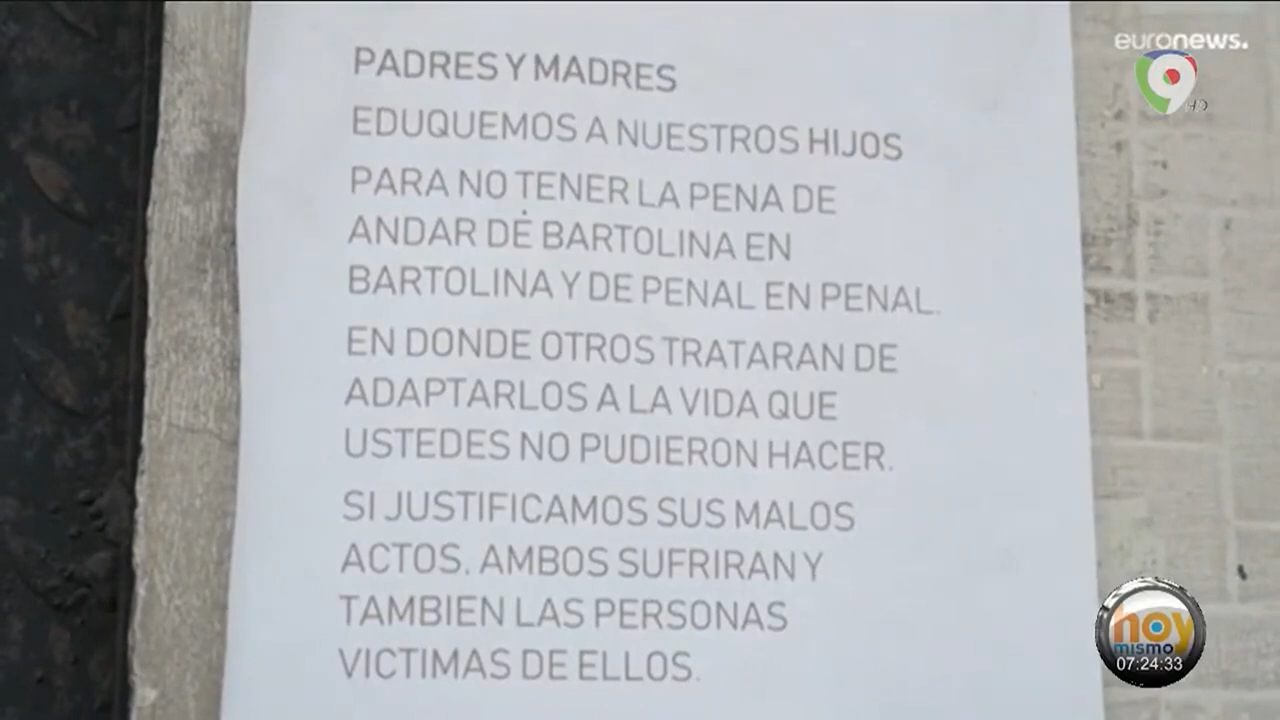 euronews.
9
HD
PADRES Y MADRES
EDUQUEMOS A NUESTROS HIJOS
PARA NO TENER LA PENA DE
ANDAR DE BARTOLINA EN
BARTOLINA Y DE PENAL EN PENAL.
EN DONDE OTROS TRATARAN DE
ADAPTARLOS A LA VIDA QUE
USTEDES NO PUDIERON HACER.
SI JUSTIFICAMOS SUS MALOS
ACTOS. AMBOS SUFRIRAN Y
TAMBIEN LAS PERSONAS
VICTIMAS DE ELLOS.
hoy
mismo
07:24:33